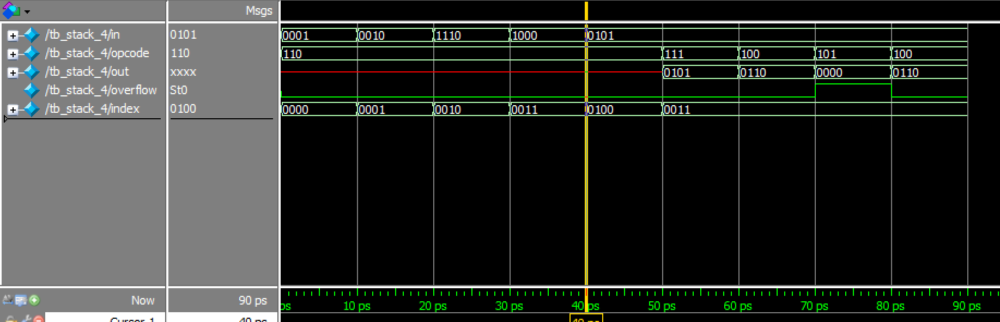 Msgs
/tb_stack_4/in 0101 0001 0010 1110 1000 0101
/tb_stack_4/opcode 110 110 111 100 101 100
/tb_stack_4/out xxxx 0101 0110 0000 0110
/tb_stack_4/overflow St0
/tb_stack_4/index 0100 0000 0001 0010 0011 0100 0011
Now 90 ps ps 10 ps 20 ps 30 ps 40 ps 50 ps 60 ps 70 ps 80 ps 90 ps
Cursor 1 40 ps 40 ps